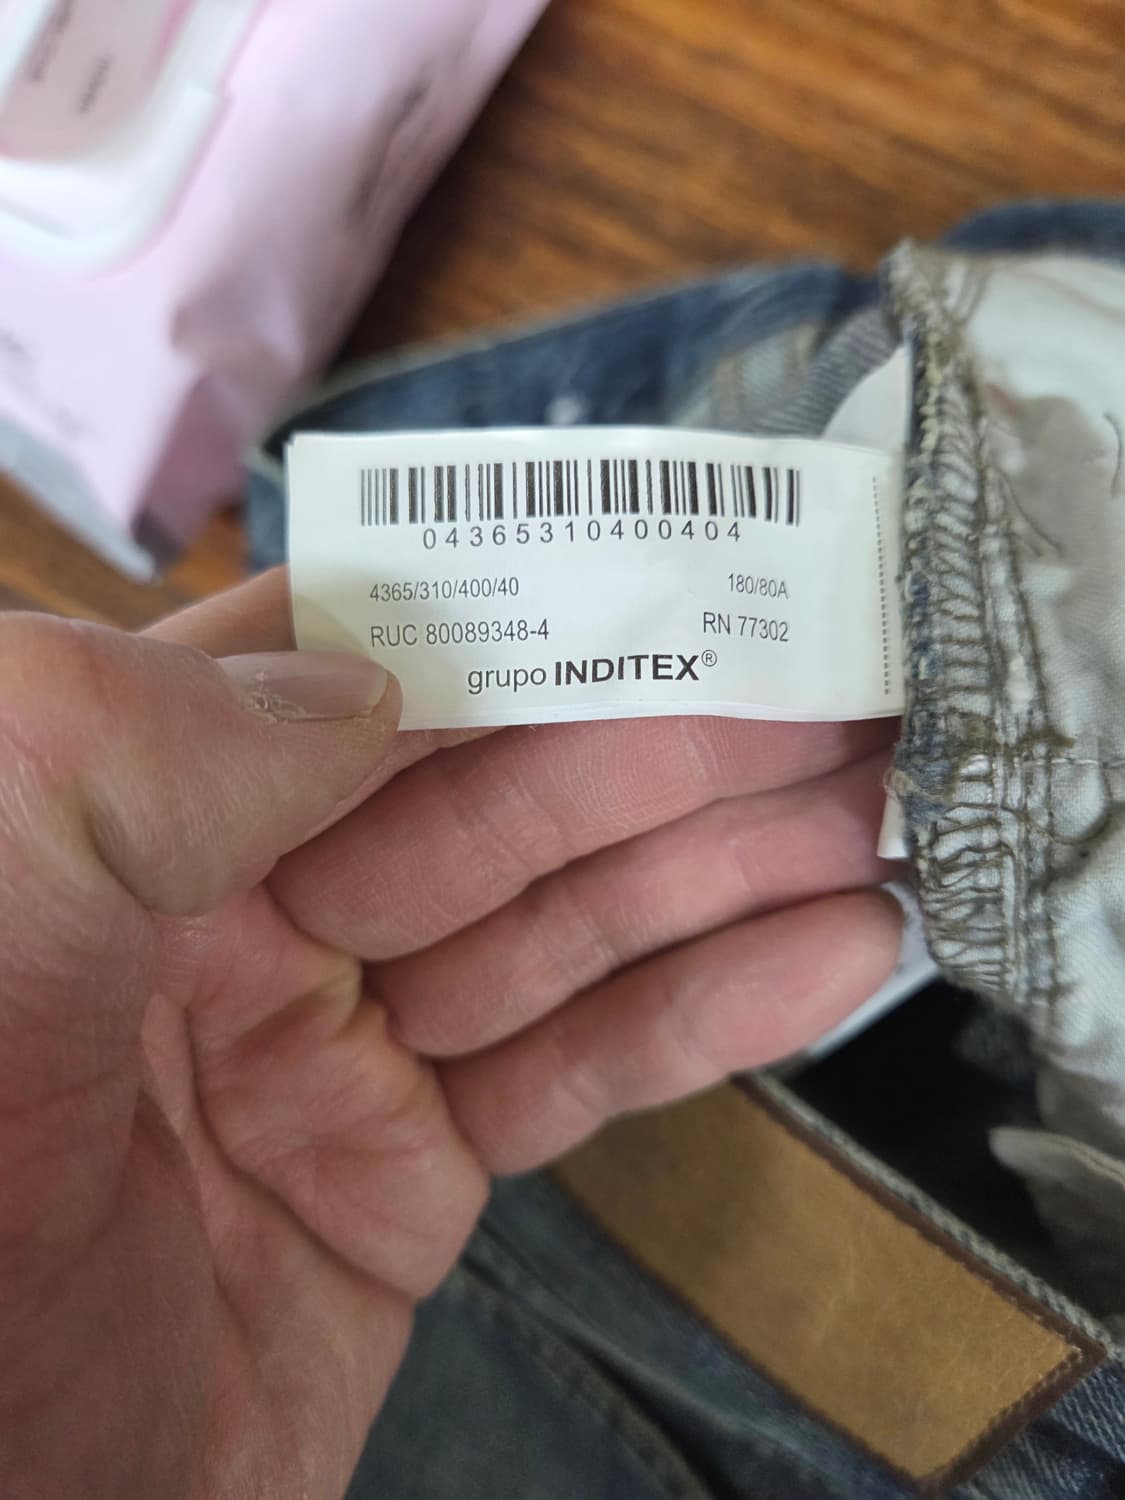 04365310400404
4365/310/400/40 180/80A
RUC 80089348-4 RN 77302
grupo INDITEX®